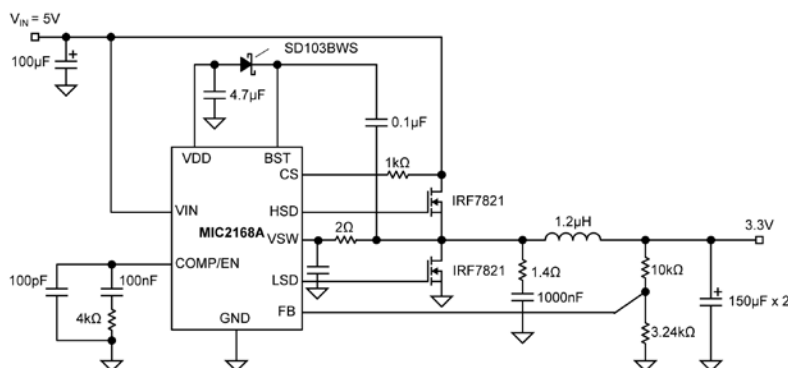 VIN = 5V
SD103BWS
100µF
4.7µF
0.1µF
VDD
BST
1kΩ
CS
IRF7821
HSD
VIN
MIC2168A
VSW
2Ω
1.2µH
3.3V
COMP/EN
IRF7821
1.4Ω
10kΩ
100pF
100nF
LSD
1000nF
150µF x 2
4kΩ
GND
FB
3.24kΩ